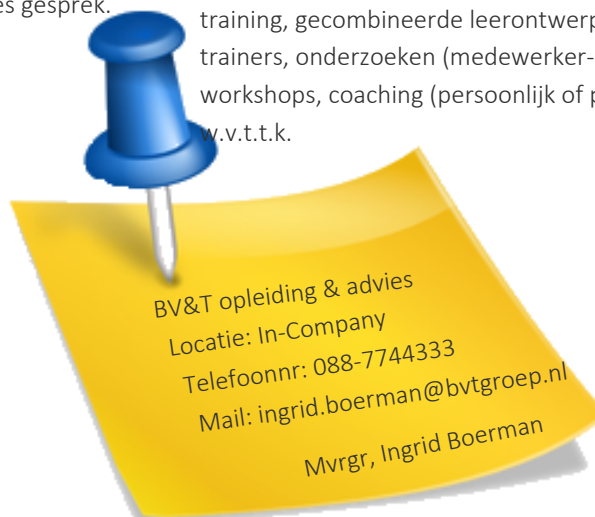 es gesprek.
training, gecombineerde leerontwerp
trainers, onderzoeken (medewerker-
workshops, coaching (persoonlijk of p
w.v.t.t.k.
BV&T opleiding & advies
Locatie: In-Company
Telefoonnr: 088-7744333
Mail: ingrid.boerman@bvtgroep.nl
Mvrgr, Ingrid Boerman